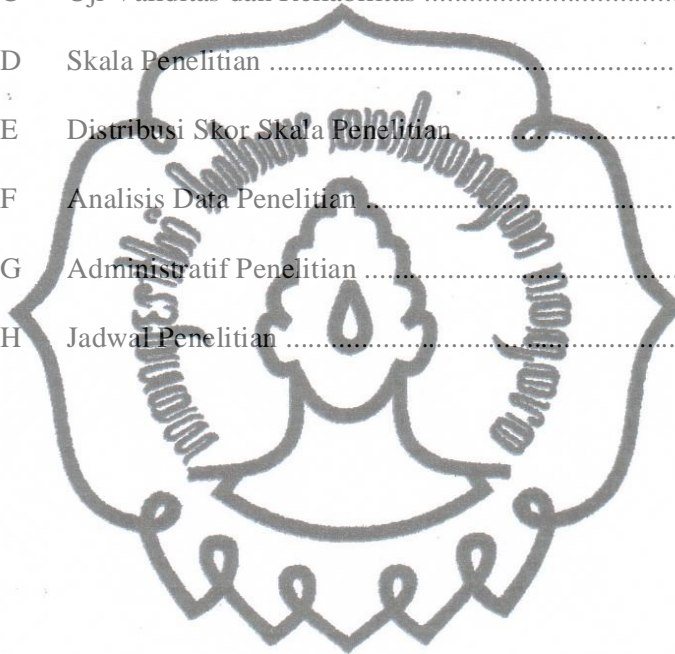 D Skala Penelitian ...............................................
E Distribusi Skor Skala Penelitian ...............................................
F Analisis Data Penelitian ...............................................
G Administratif Penelitian ...............................................
H Jadwal Penelitian ...............................................